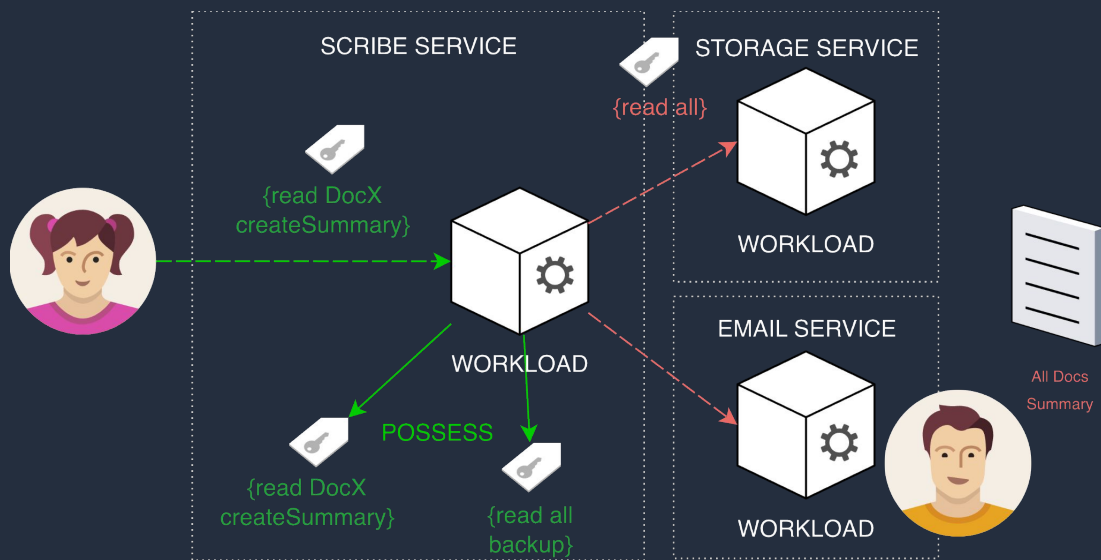 SCRIBE SERVICE
STORAGE SERVICE
{read all}
{read DocX
createSummary}
WORKLOAD
EMAIL SERVICE
WORKLOAD
All Docs
Summary
POSSESS
{read DocX
createSummary}
{read all
backup}
WORKLOAD